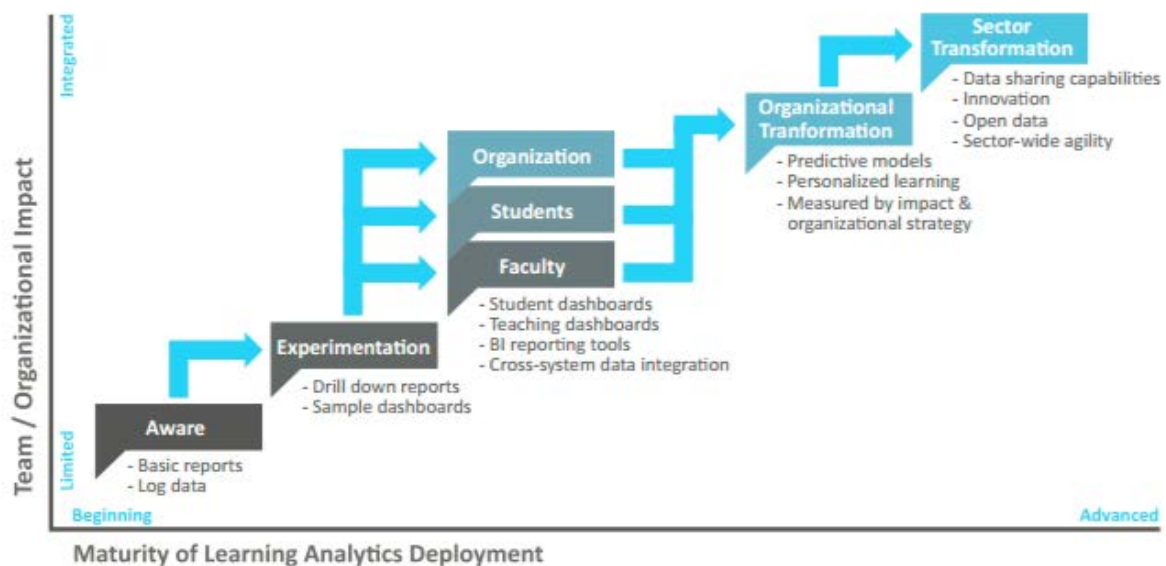 Team / Organizational Impact
Integrated
Limited
Sector
Transformation
- Data sharing capabilities
- Innovation
- Open data
- Sector-wide agility
Organizational
Tranformation
- Predictive models
- Personalized learning
- Measured by impact &
organizational strategy
Organization
Students
Faculty
- Student dashboards
- Teaching dashboards
- BI reporting tools
- Cross-system data integration
Experimentation
- Drill down reports
- Sample dashboards
Aware
- Basic reports
- Log data
Beginning
Advanced
Maturity of Learning Analytics Deployment